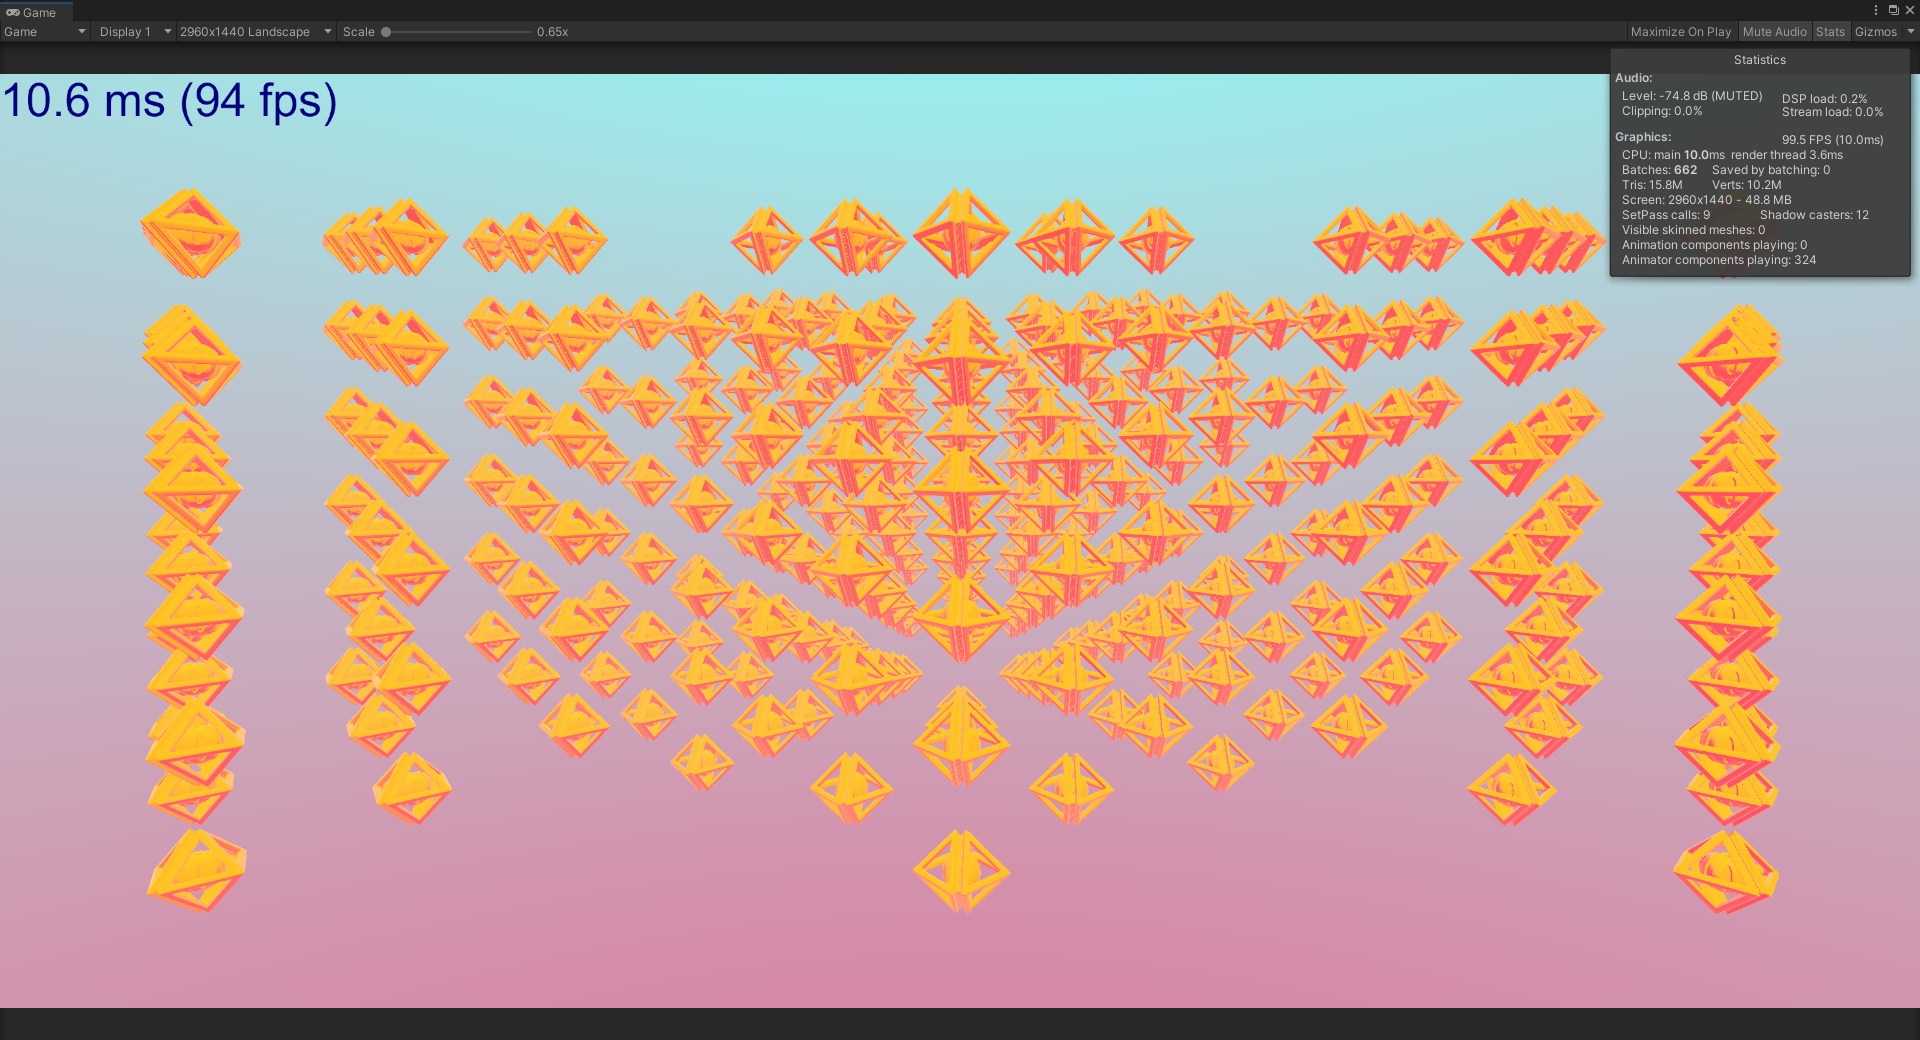 Game
Game Display 1 2960x1440 Landscape Scale 0.65x Maximize On Play Mute Audio Stats Gizmos
10.6 ms (94 fps)
Statistics
Audio:
Level: -74.8 dB (MUTED) DSP load: 0.2%
Clipping: 0.0% Stream load: 0.0%
Graphics: 99.5 FPS (10.0ms)
CPU: main 10.0ms render thread 3.6ms
Batches: 662 Saved by batching: 0
Tris: 15.8M Verts: 10.2M
Screen: 2960x1440 - 48.8 MB
SetPass calls: 9 Shadow casters: 12
Visible skinned meshes: 0
Animation components playing: 0
Animator components playing: 324